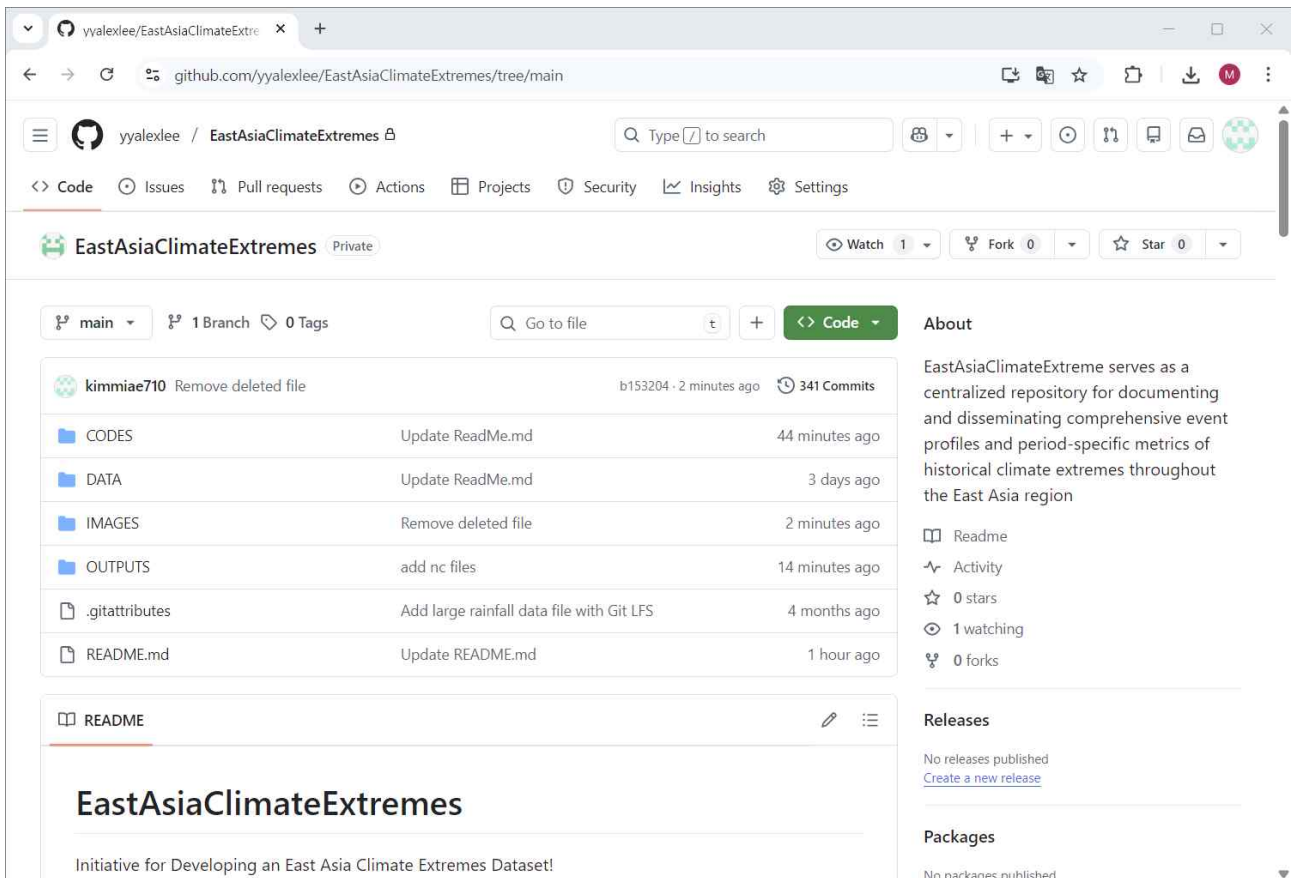 yyalexlee/EastAsiaClimateExtre
github.com/yyalexlee/EastAsiaClimateExtremes/tree/main
M
yyalexlee / EastAsiaClimateExtremes
Type / to search
Code Issues Pull requests Actions Projects Security Insights Settings
EastAsiaClimateExtremes Private
Watch 1 Fork 0 Star 0
main 1 Branch 0 Tags
Go to file t
Code
kimmiae710 Remove deleted file b153204 · 2 minutes ago 341 Commits
CODES Update ReadMe.md 44 minutes ago
DATA Update ReadMe.md 3 days ago
IMAGES Remove deleted file 2 minutes ago
OUTPUTS add nc files 14 minutes ago
.gitattributes Add large rainfall data file with Git LFS 4 months ago
README.md Update README.md 1 hour ago
README
EastAsiaClimateExtremes
Initiative for Developing an East Asia Climate Extremes Dataset!
About
EastAsiaClimateExtreme serves as a
centralized repository for documenting
and disseminating comprehensive event
profiles and period-specific metrics of
historical climate extremes throughout
the East Asia region
Readme
Activity
0 stars
1 watching
0 forks
Releases
No releases published
Create a new release
Packages
No packages published